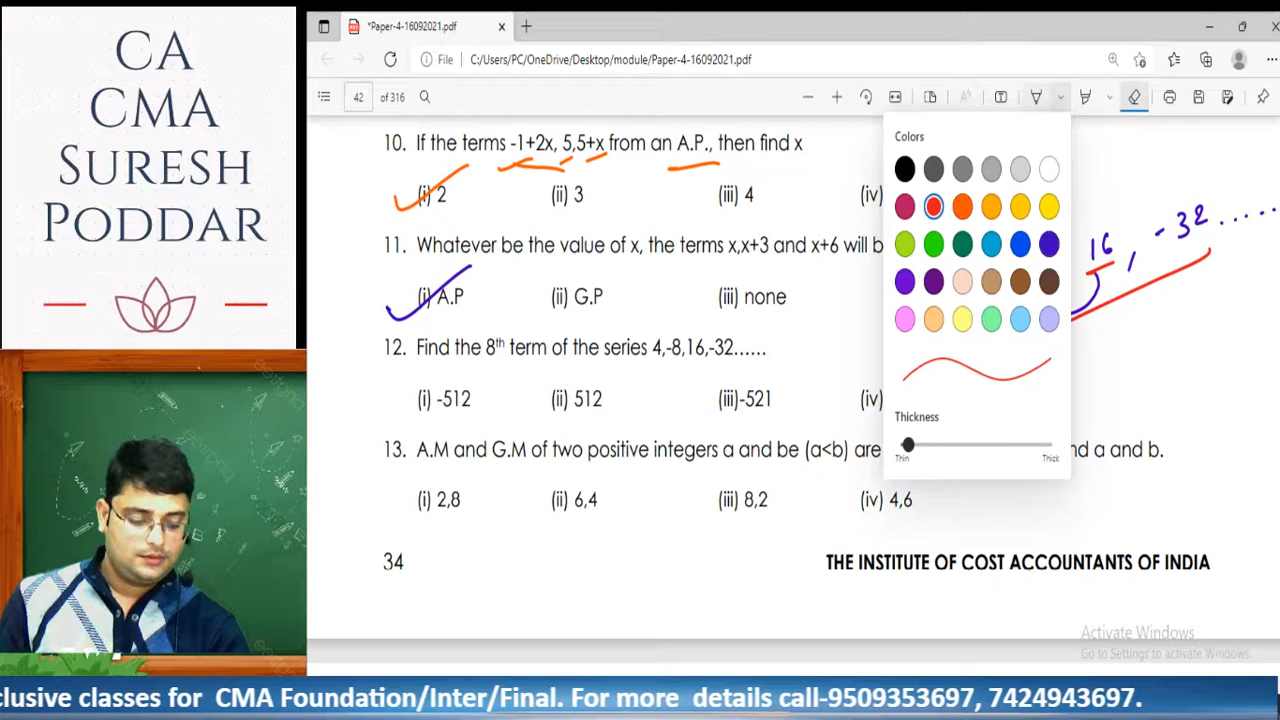 CA
CMA
SURESH
PODDAR
*Paper-4-16092021.pdf
File C:/Users/PC/OneDrive/Desktop/module/Paper-4-16092021.pdf
42 of 316
10. If the terms -1+2x, 5,5+x from an A.P., then find x
(i) 2 (ii) 3 (iii) 4 (iv)
11. Whatever be the value of x, the terms x,x+3 and x+6 will b
(i) A.P (ii) G.P (iii) none
12. Find the 8th term of the series 4,-8,16,-32......
(i) -512 (ii) 512 (iii)-521 (iv)
13. A.M and G.M of two positive integers a and be (a<b) are nd a and b.
(i) 2,8 (ii) 6,4 (iii) 8,2 (iv) 4,6
34 THE INSTITUTE OF COST ACCOUNTANTS OF INDIA
Colors
Thickness
Thin Thick
16, -32......
Activate Windows
Go to Settings to activate Windows.
clusive classes for CMA Foundation/Inter/Final. For more details call-9509353697, 7424943697.